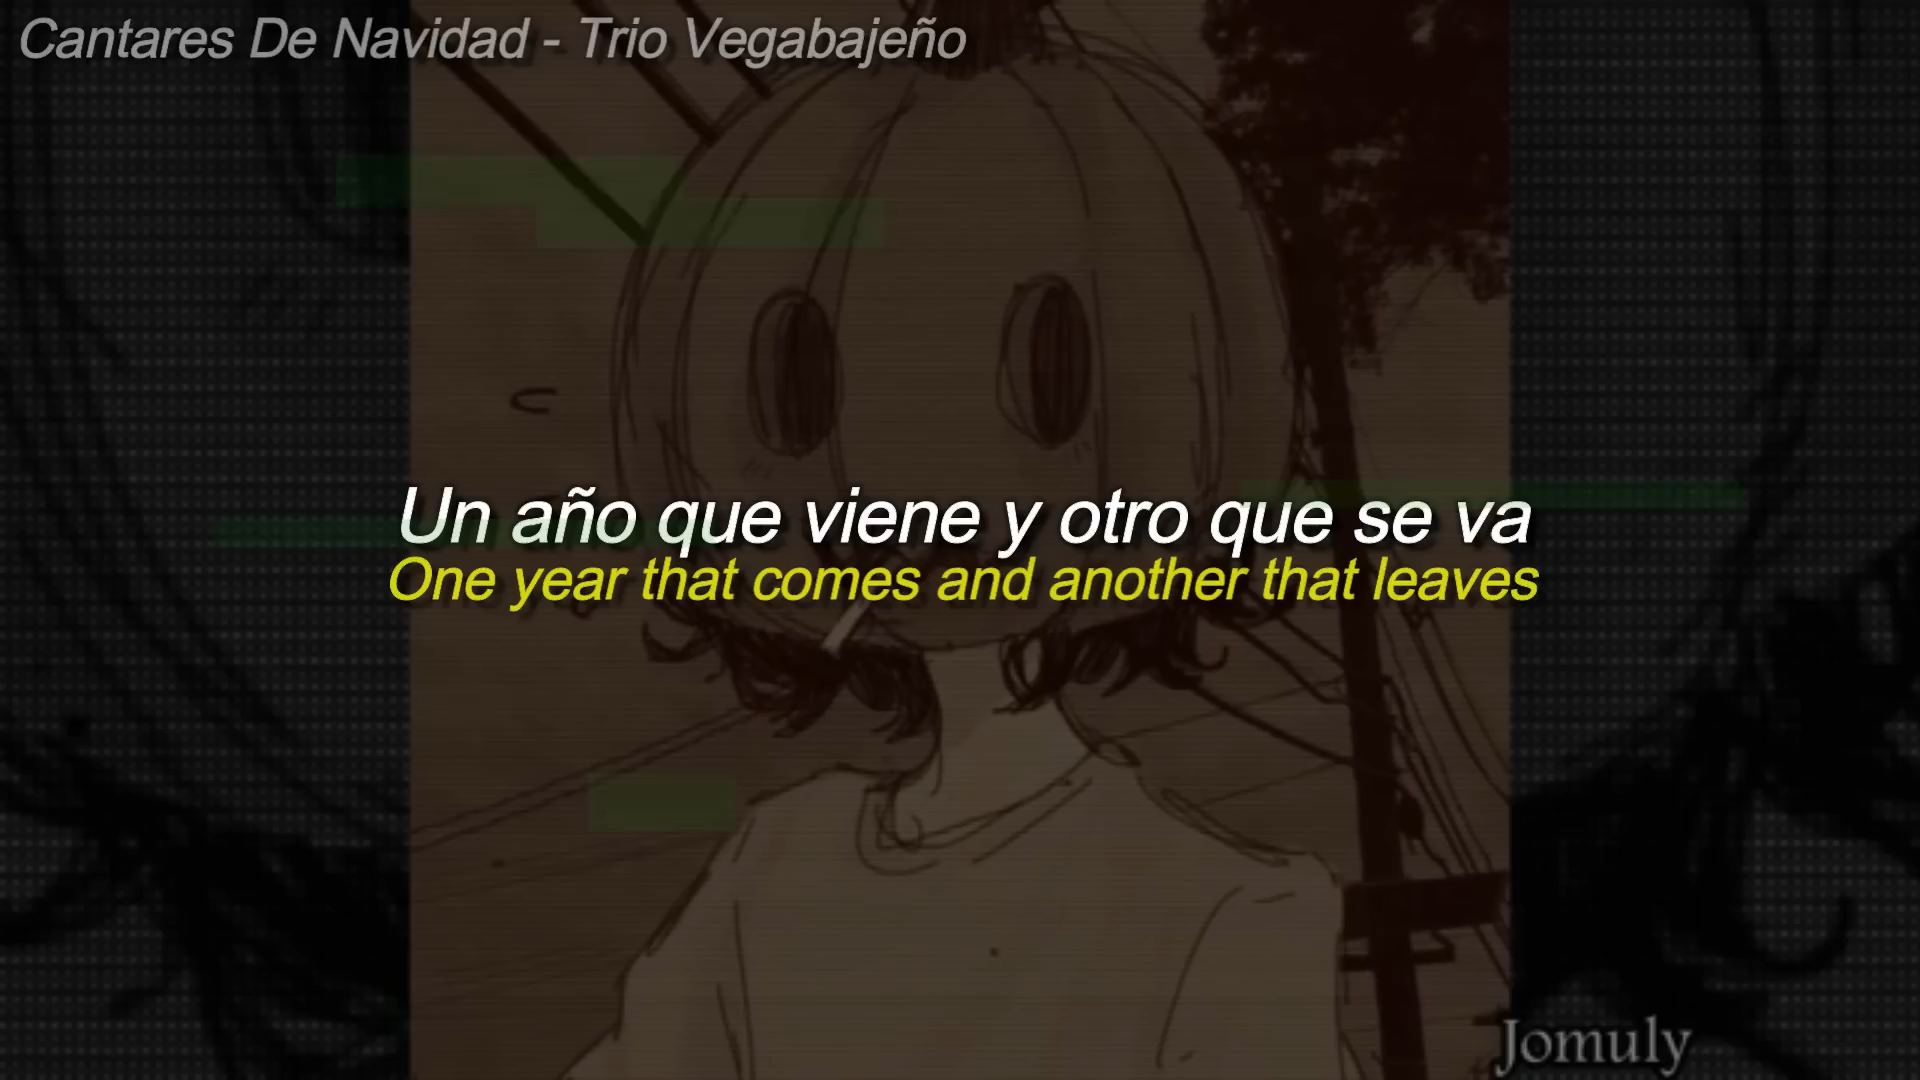 Cantares De Navidad - Trio Vegabajeño
Un año que viene y otro que se va
One year that comes and another that leaves
Jomuly